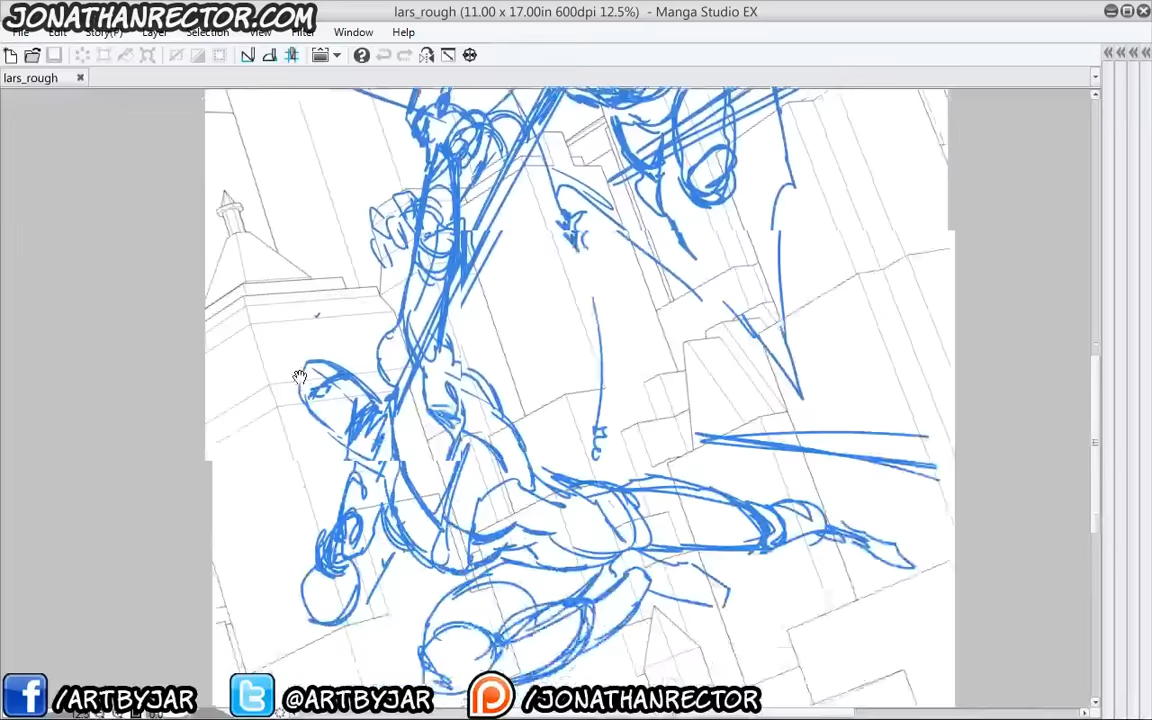 JONATHANRECTOR.COM
lars_rough (11.00 x 17.00in 600dpi 12.5%) - Manga Studio EX
File Edit Story(P) Layer Selection View Filter Window Help
lars_rough
/ARTBYJAR @ARTBYJAR /JONATHANRECTOR